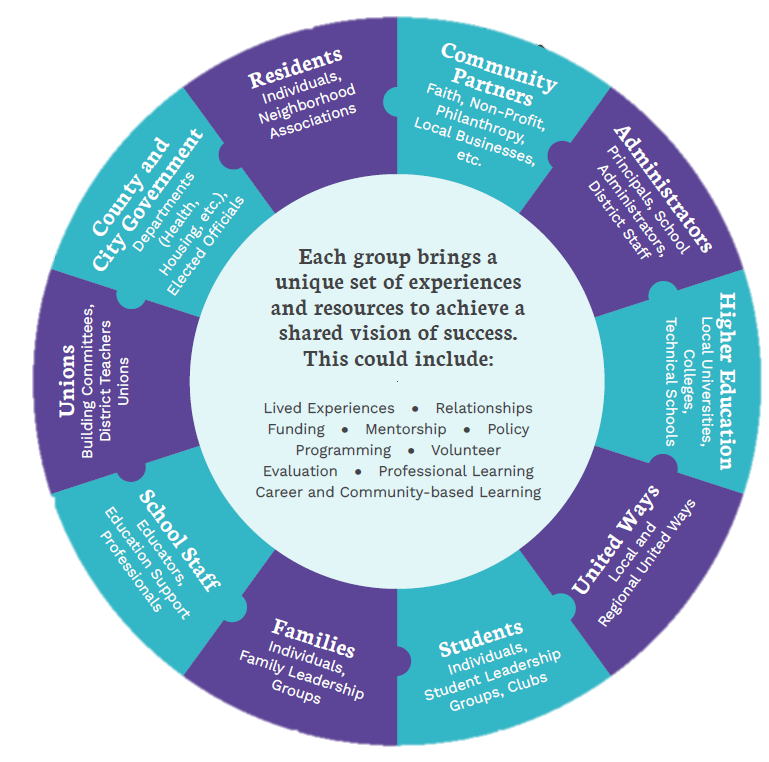 Residents
Individuals,
Neighborhood
Associations
Community
Partners
Faith, Non-Profit,
Philanthropy,
Local Businesses,
etc.
Administrators
Principals, School
Administrators,
District Staff
Higher Education
Local Universities,
Colleges,
Technical Schools
United Ways
Local and
Regional United Ways
Students
Individuals,
Student Leadership
Groups, Clubs
Families
Individuals,
Family Leadership
Groups
School Staff
Educators,
Education Support
Professionals
Unions
Building Committees,
District Teachers
Unions
County and
City Government
Departments
(Health,
Housing, etc.),
Elected Officials
Each group brings a
unique set of experiences
and resources to achieve a
shared vision of success.
This could include:
Lived Experiences • Relationships
Funding • Mentorship • Policy
Programming • Volunteer
Evaluation • Professional Learning
Career and Community-based Learning